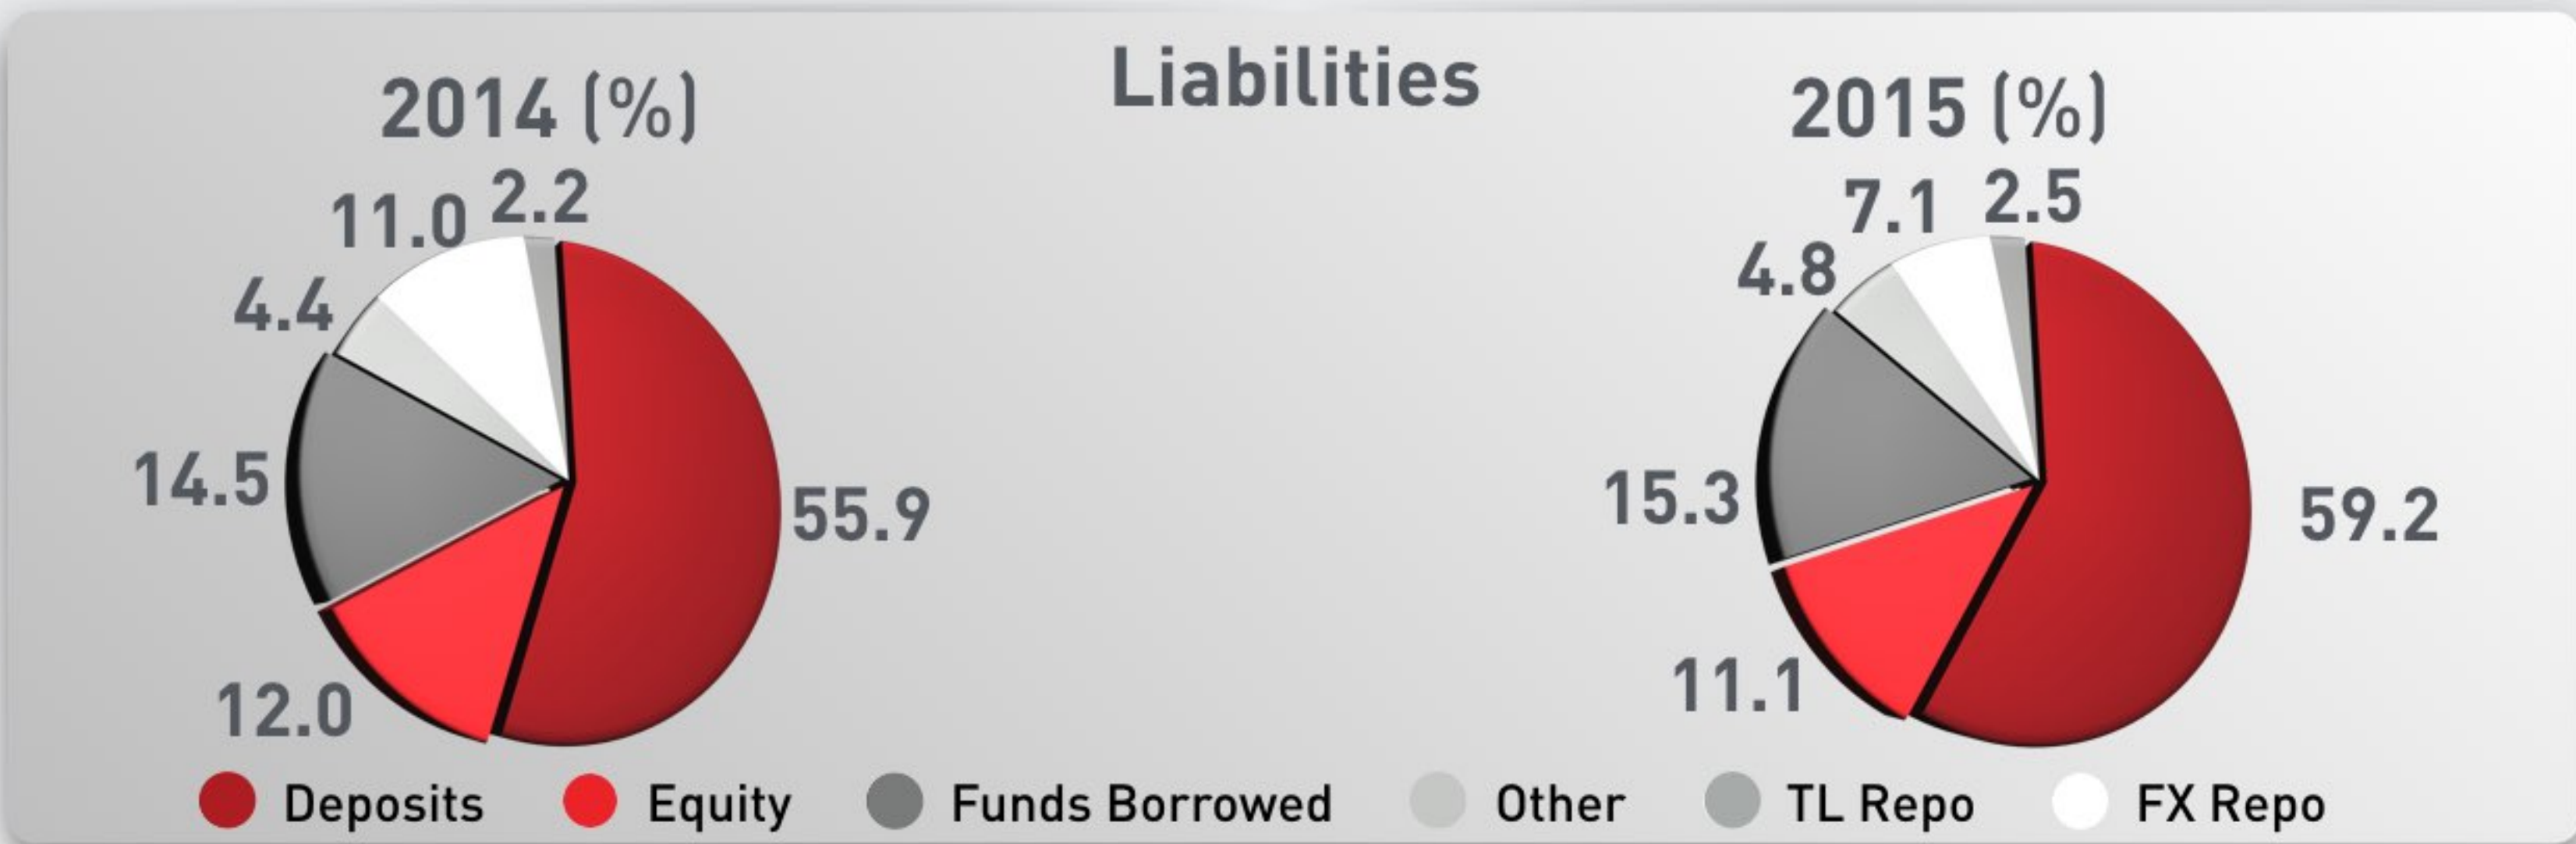 Liabilities
2014 (%)
2.2
11.0
4.4
14.5
55.9
12.0
2015 (%)
2.5
7.1
4.8
15.3
59.2
11.1
Deposits
Equity
Funds Borrowed
Other
TL Repo
FX Repo